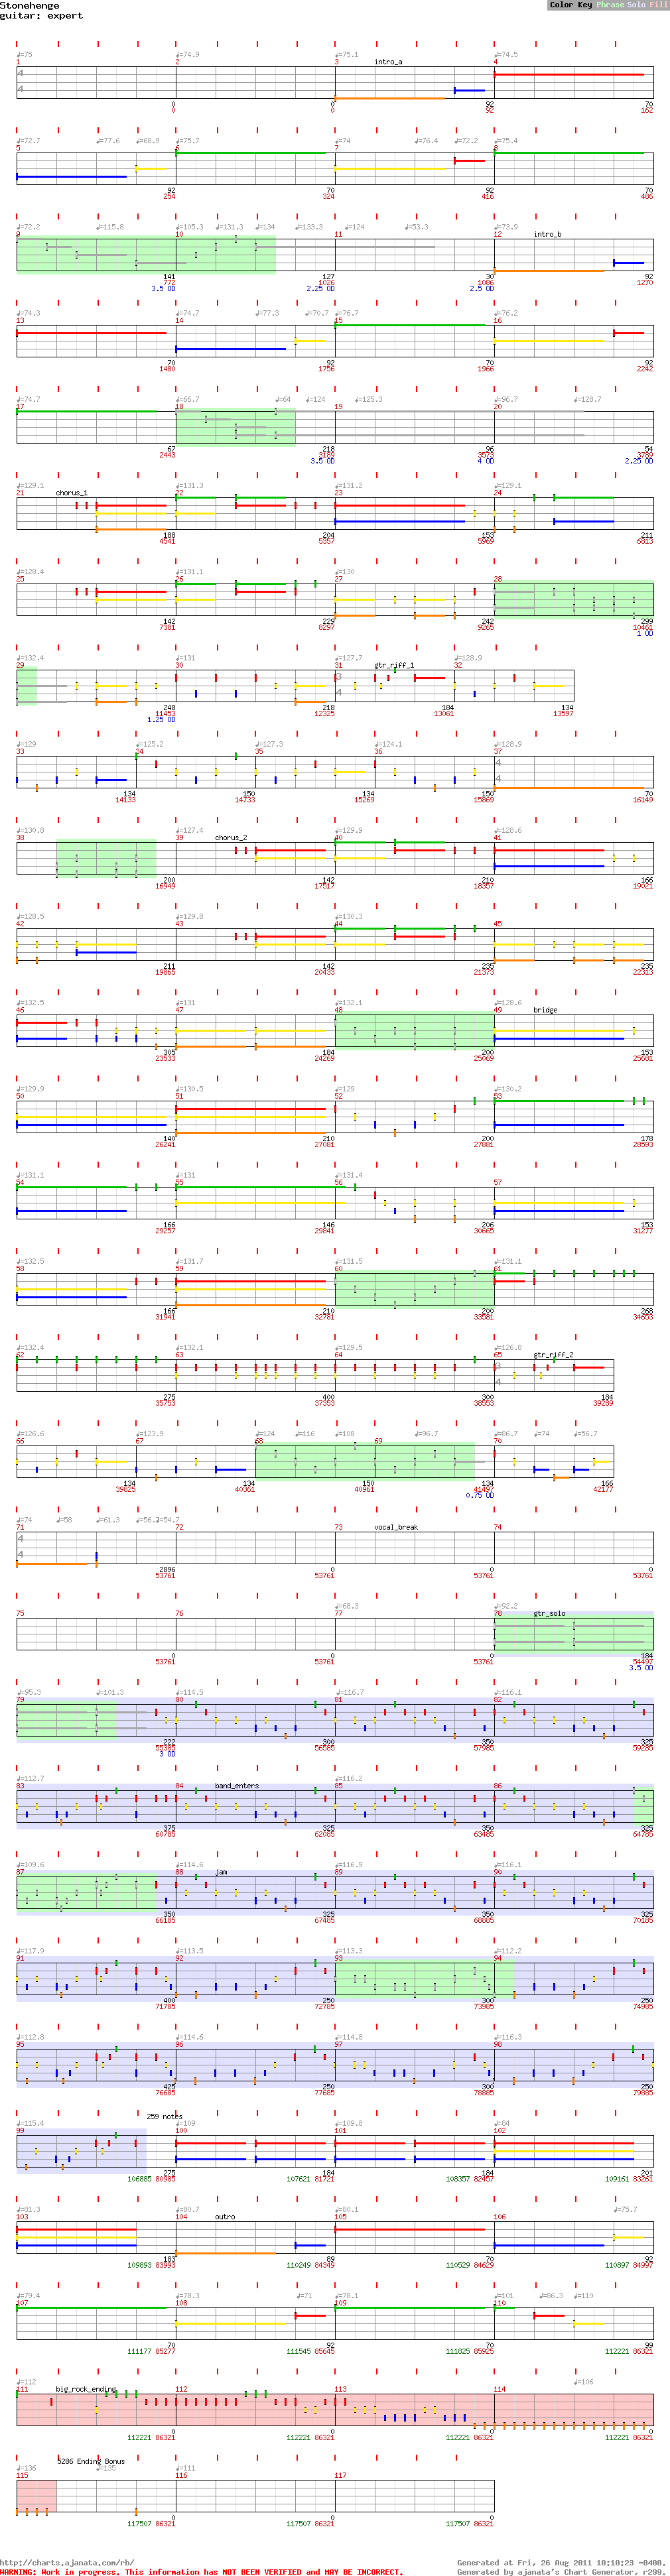 Stonehenge
Color Key Phrase Solo Fill
guitar: expert
♩=75 ♩=74.9 ♩=75.1 ♩=74.5
1 2 3 intro_a 4
0 0 92 70
0 0 92 162
♩=72.7 ♩=77.6 ♩=68.9 ♩=75.7 ♩=74 ♩=76.4 ♩=72.2 ♩=75.4
5 6 7 8
92 70 92 70
254 324 416 486
♩=72.2 ♩=115.8 ♩=105.3 ♩=131.3 ♩=134 ♩=133.3 ♩=124 ♩=53.3 ♩=73.9
9 10 11 12 intro_b
141 127 30 92
772 1026 1086 1270
3.5 OD 2.25 OD 2.5 OD
♩=74.3 ♩=74.7 ♩=77.3 ♩=70.7 ♩=76.7 ♩=76.2
13 14 15 16
70 92 70 92
1480 1756 1966 2242
♩=74.7 ♩=66.7 ♩=64 ♩=124 ♩=125.3 ♩=96.7 ♩=128.7
17 18 19 20
67 218 96 54
2443 3189 3573 3789
3.5 OD 4 OD 2.25 OD
♩=129.1 ♩=131.3 ♩=131.2 ♩=129.1
21 chorus_1 22 23 24
188 204 153 211
4541 5357 5969 6813
♩=128.4 ♩=131.1 ♩=130
25 26 27 28
142 229 242 299
7381 8297 9265 10461
1 OD
♩=132.4 ♩=131 ♩=127.7 ♩=128.9
29 30 31 gtr_riff_1 32
248 218 184 134
11453 12325 13061 13597
1.25 OD
♩=129 ♩=125.2 ♩=127.3 ♩=124.1 ♩=128.9
33 34 35 36 37
134 150 134 150 70
14133 14733 15269 15869 16149
♩=130.8 ♩=127.4 ♩=129.9 ♩=128.6
38 39 chorus_2 40 41
200 142 210 166
16949 17517 18357 19021
♩=128.5 ♩=129.8 ♩=130.3
42 43 44 45
211 142 235 235
19865 20433 21373 22313
♩=132.5 ♩=131 ♩=132.1 ♩=128.6
46 47 48 49 bridge
305 184 200 153
23533 24269 25069 25681
♩=129.9 ♩=130.5 ♩=129 ♩=130.2
50 51 52 53
140 210 200 178
26241 27081 27881 28593
♩=131.1 ♩=131 ♩=131.4
54 55 56 57
166 146 206 153
29257 29841 30665 31277
♩=132.5 ♩=131.7 ♩=131.5 ♩=131.1
58 59 60 61
166 210 200 268
31941 32781 33581 34653
♩=132.4 ♩=132.1 ♩=129.5 ♩=126.8
62 63 64 65 gtr_riff_2
275 400 300 184
35753 37353 38553 39289
♩=126.6 ♩=123.9 ♩=124 ♩=116 ♩=108 ♩=96.7 ♩=86.7 ♩=74 ♩=56.7
66 67 68 69 70
134 134 150 134 166
39825 40361 40961 41497 42177
0.75 OD
♩=74 ♩=58 ♩=61.3 ♩=56.7 ♩=54.7
71 72 73 vocal_break 74
2896 0 0 0
53761 53761 53761 53761
♩=68.3 ♩=92.2
75 76 77 78 gtr_solo
0 0 0 184
53761 53761 53761 54497
3.5 OD
♩=95.3 ♩=101.3 ♩=114.5 ♩=116.7 ♩=116.1
79 80 81 82
222 300 350 325
55385 56585 57985 59285
3 OD
♩=112.7 ♩=116.2
83 84 band_enters 85 86
375 325 350 325
60785 62085 63485 64785
♩=109.6 ♩=114.6 ♩=116.9 ♩=116.1
87 88 jam 89 90
350 325 350 325
66185 67485 68885 70185
♩=117.9 ♩=113.5 ♩=113.3 ♩=112.2
91 92 93 94
400 250 300 250
71785 72785 73985 74985
♩=112.8 ♩=114.6 ♩=114.8 ♩=116.3
95 96 97 98
425 250 300 250
76685 77685 78885 79885
♩=115.4 259 notes ♩=109 ♩=109.8 ♩=84
99 100 101 102
275 184 184 201
106885 80985 107621 81721 108357 82457 109161 83261
♩=81.3 ♩=80.7 ♩=80.1 ♩=75.7
103 104 outro 105 106
183 89 70 92
109893 83993 110249 84349 110529 84629 110897 84997
♩=79.4 ♩=78.3 ♩=71 ♩=78.1 ♩=101 ♩=86.3 ♩=110
107 108 109 110
70 92 70 99
111177 85277 111545 85645 111825 85925 112221 86321
♩=112 ♩=106
111 big_rock_ending 112 113 114
0 0 0 0
112221 86321 112221 86321 112221 86321 112221 86321
♩=136 5286 Ending Bonus ♩=135 ♩=111
115 116 117
0 0 0
117507 86321 117507 86321 117507 86321
http://charts.ajanata.com/rb/ Generated at Fri, 26 Aug 2011 10:10:23 -0400.
WARNING: Work in progress. This information has NOT BEEN VERIFIED and MAY BE INCORRECT. Generated by ajanata's Chart Generator, r299.